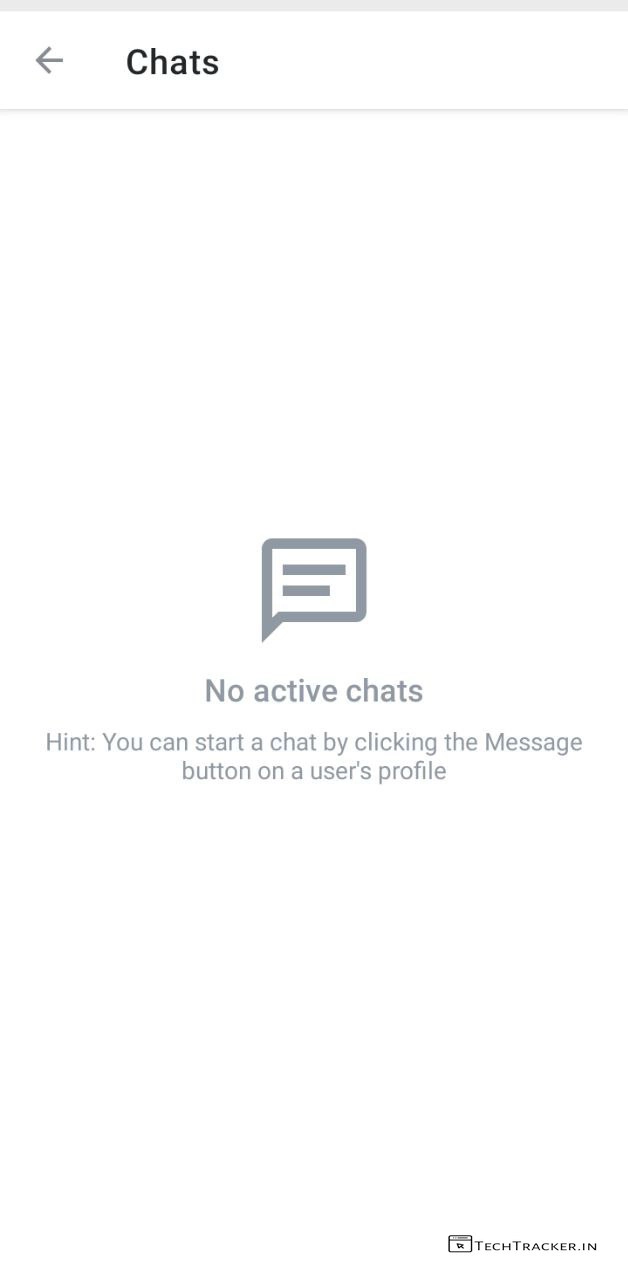 Chats
No active chats
Hint: You can start a chat by clicking the Message
button on a user's profile
TECHTRACKER.IN